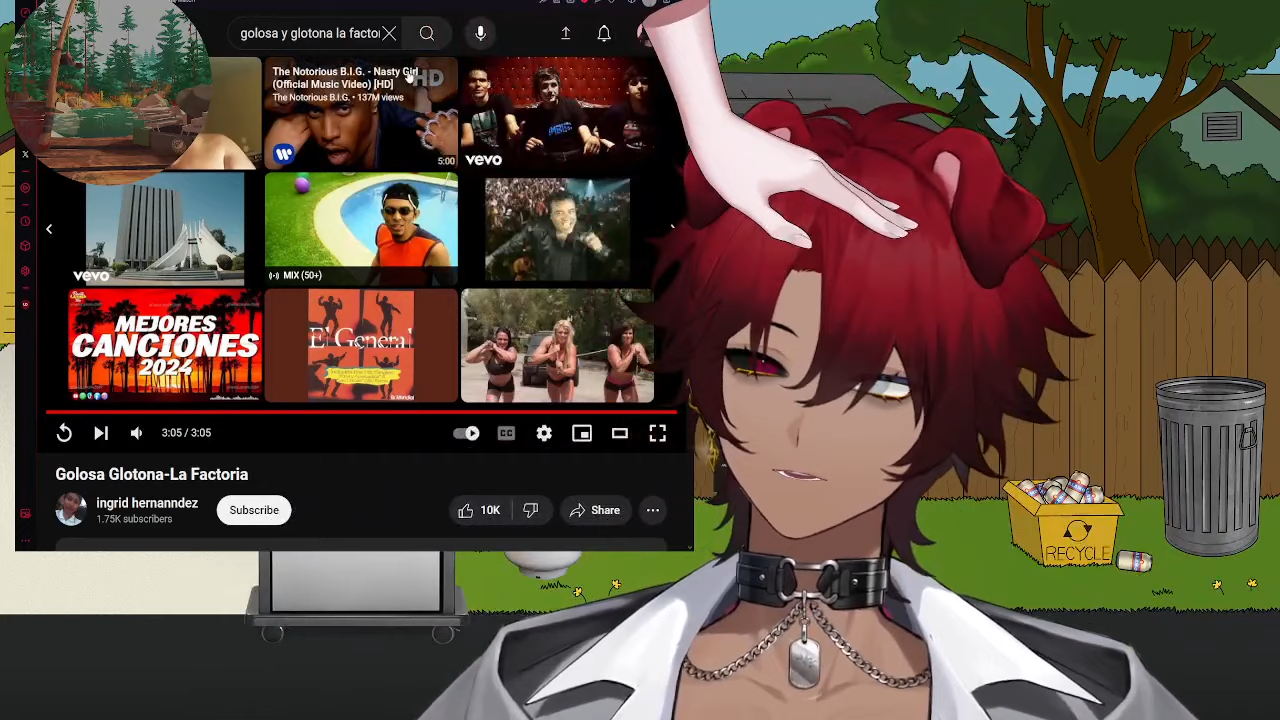 golosa y glotona la factori
The Notorious B.I.G. - Nasty Girl
(Official Music Video) [HD]
The Notorious B.I.G. • 137M views
HD
5:00
vevo
vevo
MIX (50+)
MEJORES
CANCIONES
2024
El General
3:05 / 3:05
CC
Golosa Glotona-La Factoria
ingrid hernanndez
1.75K subscribers
Subscribe
10K
Share
RECYCLE